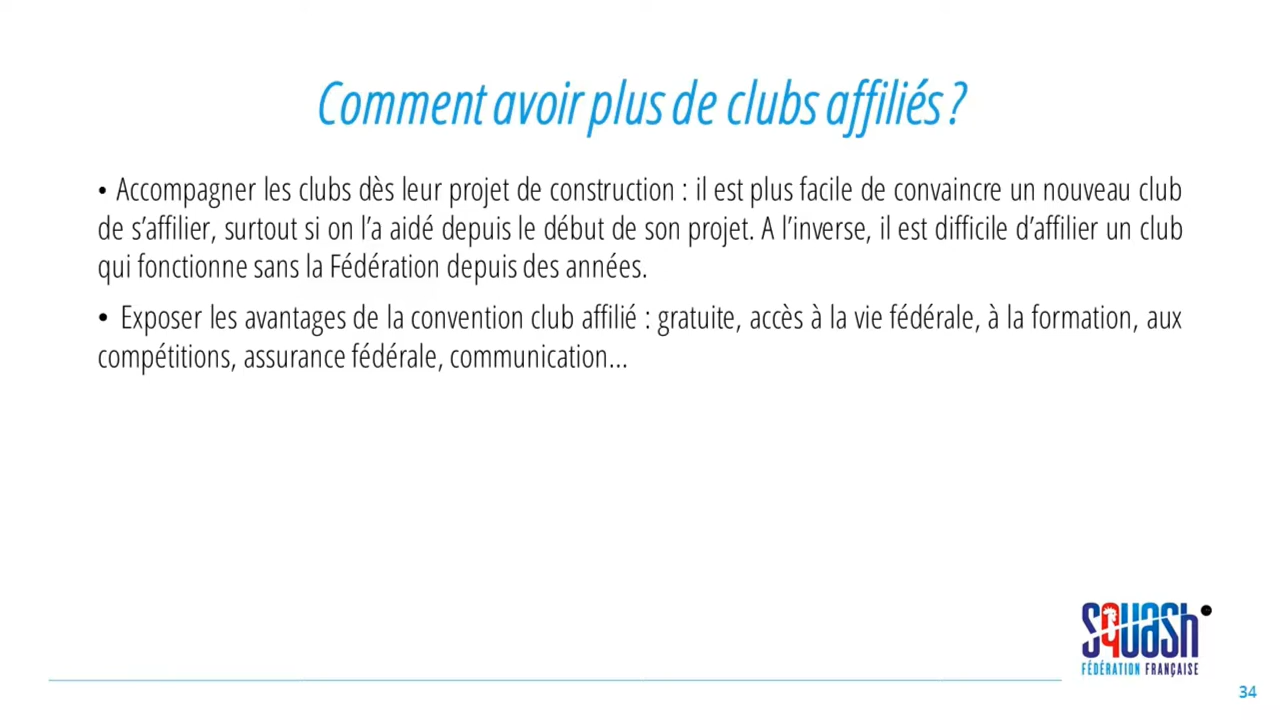 Comment avoir plus de clubs affiliés ?
• Accompagner les clubs dès leur projet de construction : il est plus facile de convaincre un nouveau club
de s’affilier, surtout si on l’a aidé depuis le début de son projet. A l’inverse, il est difficile d’affilier un club
qui fonctionne sans la Fédération depuis des années.
• Exposer les avantages de la convention club affilié : gratuite, accès à la vie fédérale, à la formation, aux
compétitions, assurance fédérale, communication…
squash
FÉDÉRATION FRANÇAISE
34